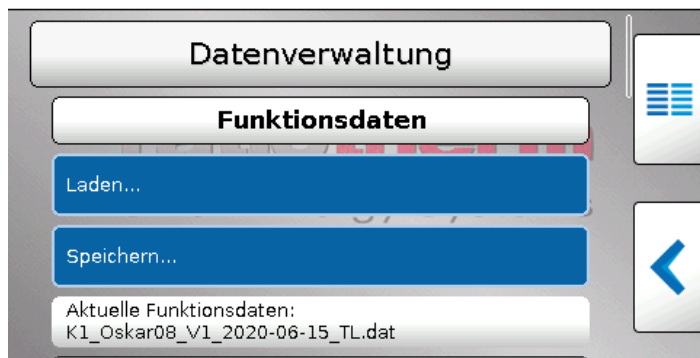 Datenverwaltung
Funktionsdaten
Laden...
Speichern...
Aktuelle Funktionsdaten:
K1_Oskar08_V1_2020-06-15_TL.dat